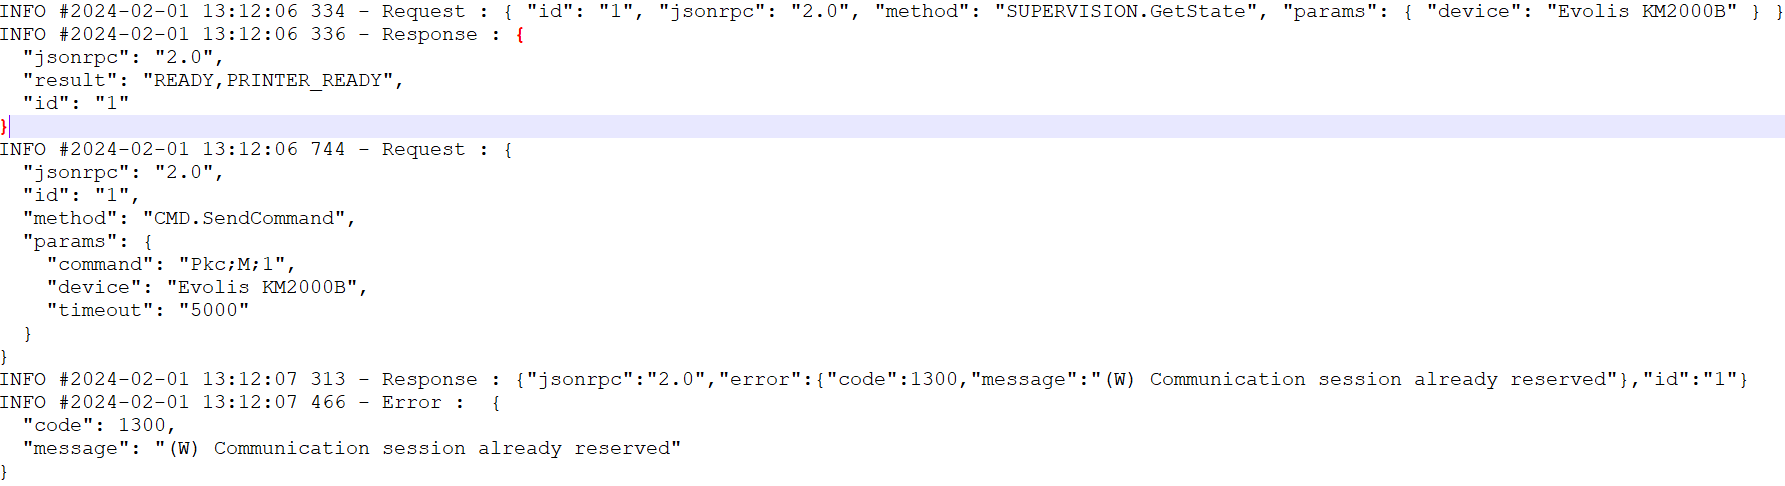 INFO #2024-02-01 13:12:06 334 - Request : { "id": "1", "jsonrpc": "2.0", "method": "SUPERVISION.GetState", "params": { "device": "Evolis KM2000B" } }
INFO #2024-02-01 13:12:06 336 - Response : {
  "jsonrpc": "2.0",
  "result": "READY,PRINTER_READY",
  "id": "1"
}
INFO #2024-02-01 13:12:06 744 - Request : {
  "jsonrpc": "2.0",
  "id": "1",
  "method": "CMD.SendCommand",
  "params": {
    "command": "Pkc;M;1",
    "device": "Evolis KM2000B",
    "timeout": "5000"
  }
}
INFO #2024-02-01 13:12:07 313 - Response : {"jsonrpc":"2.0","error":{"code":1300,"message":"(W) Communication session already reserved"},"id":"1"}
INFO #2024-02-01 13:12:07 466 - Error :  {
  "code": 1300,
  "message": "(W) Communication session already reserved"
}